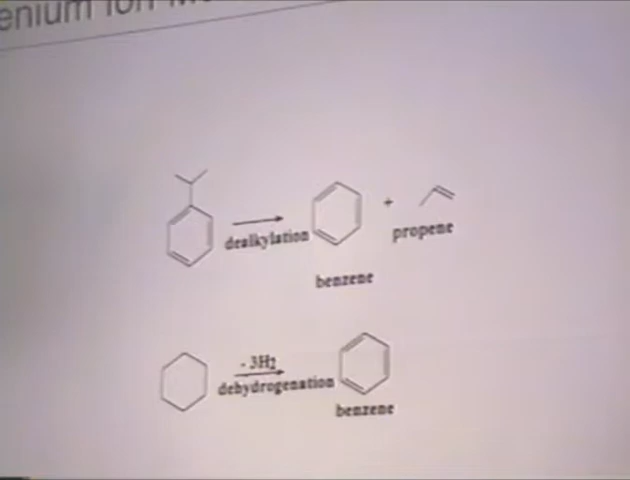 enium Ion
+
dealkylation
propene
benzene
- 3H2
dehydrogenation
benzene